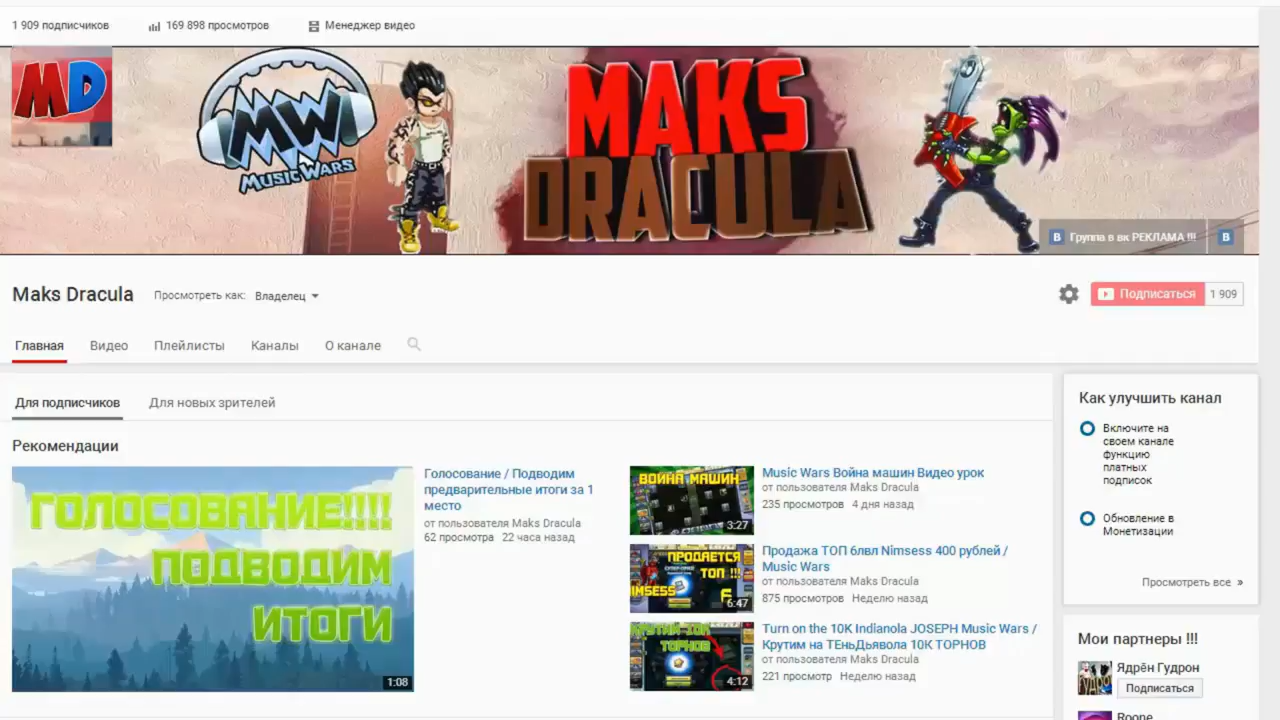 1 909 подписчиков
169 898 просмотров
Менеджер видео
MD
MW
MUSIC WARS
MAKS
DRACULA
В Группа в вк РЕКЛАМА !!!
В
Maks Dracula
Просмотреть как: Владелец
Подписаться 1 909
Главная
Видео
Плейлисты
Каналы
О канале
Для подписчиков
Для новых зрителей
Рекомендации
ГОЛОСОВАНИЕ!!!!
ПОДВОДИМ
ИТОГИ
1:08
Голосование / Подводим
предварительные итоги за 1
место
от пользователя Maks Dracula
62 просмотра 22 часа назад
ВОЙНА МАШИН
3:27
Music Wars Война машин Видео урок
от пользователя Maks Dracula
235 просмотров 4 дня назад
ПРОДАЕТСЯ
ТОП !!!
6
6:47
Продажа ТОП 6лвл Nimsess 400 рублей /
Music Wars
от пользователя Maks Dracula
875 просмотров Неделю назад
ТОРНОВ
4:12
Turn on the 10K Indianola JOSEPH Music Wars /
Крутим на ТЕньДьявола 10К ТОРНОВ
от пользователя Maks Dracula
221 просмотр Неделю назад
Как улучшить канал
Включите на
своем канале
функцию
платных
подписок
Обновление в
Монетизации
Просмотреть все »
Мои партнеры !!!
Ядрён Гудрон
Подписаться
Roone